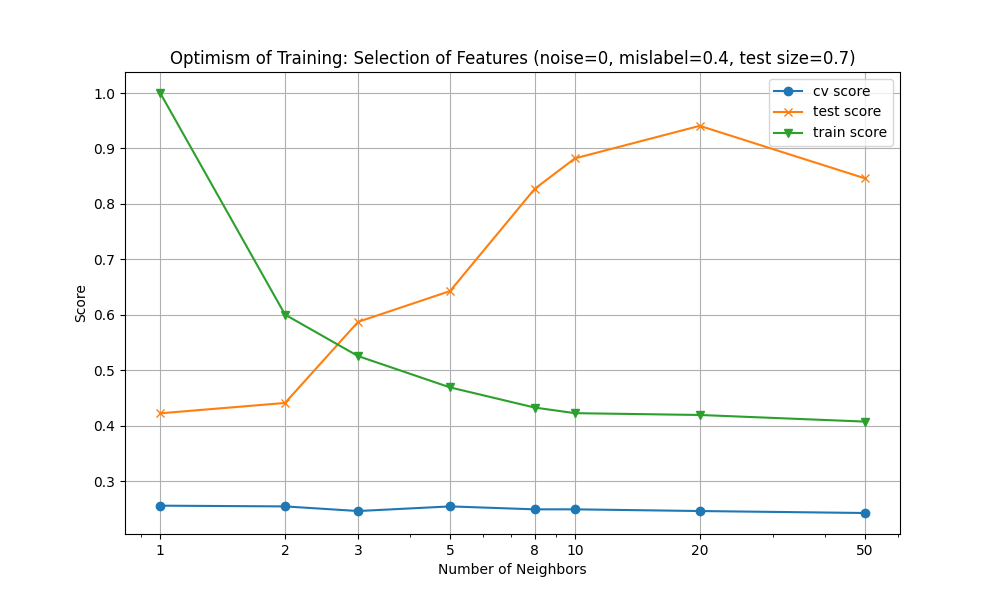 Optimism of Training: Selection of Features (noise=0, mislabel=0.4, test size=0.7)
cv score
test score
train score
1.0
0.9
0.8
0.7
0.6
0.5
0.4
0.3
Score
1 2 3 5 8 10 20 50
Number of Neighbors